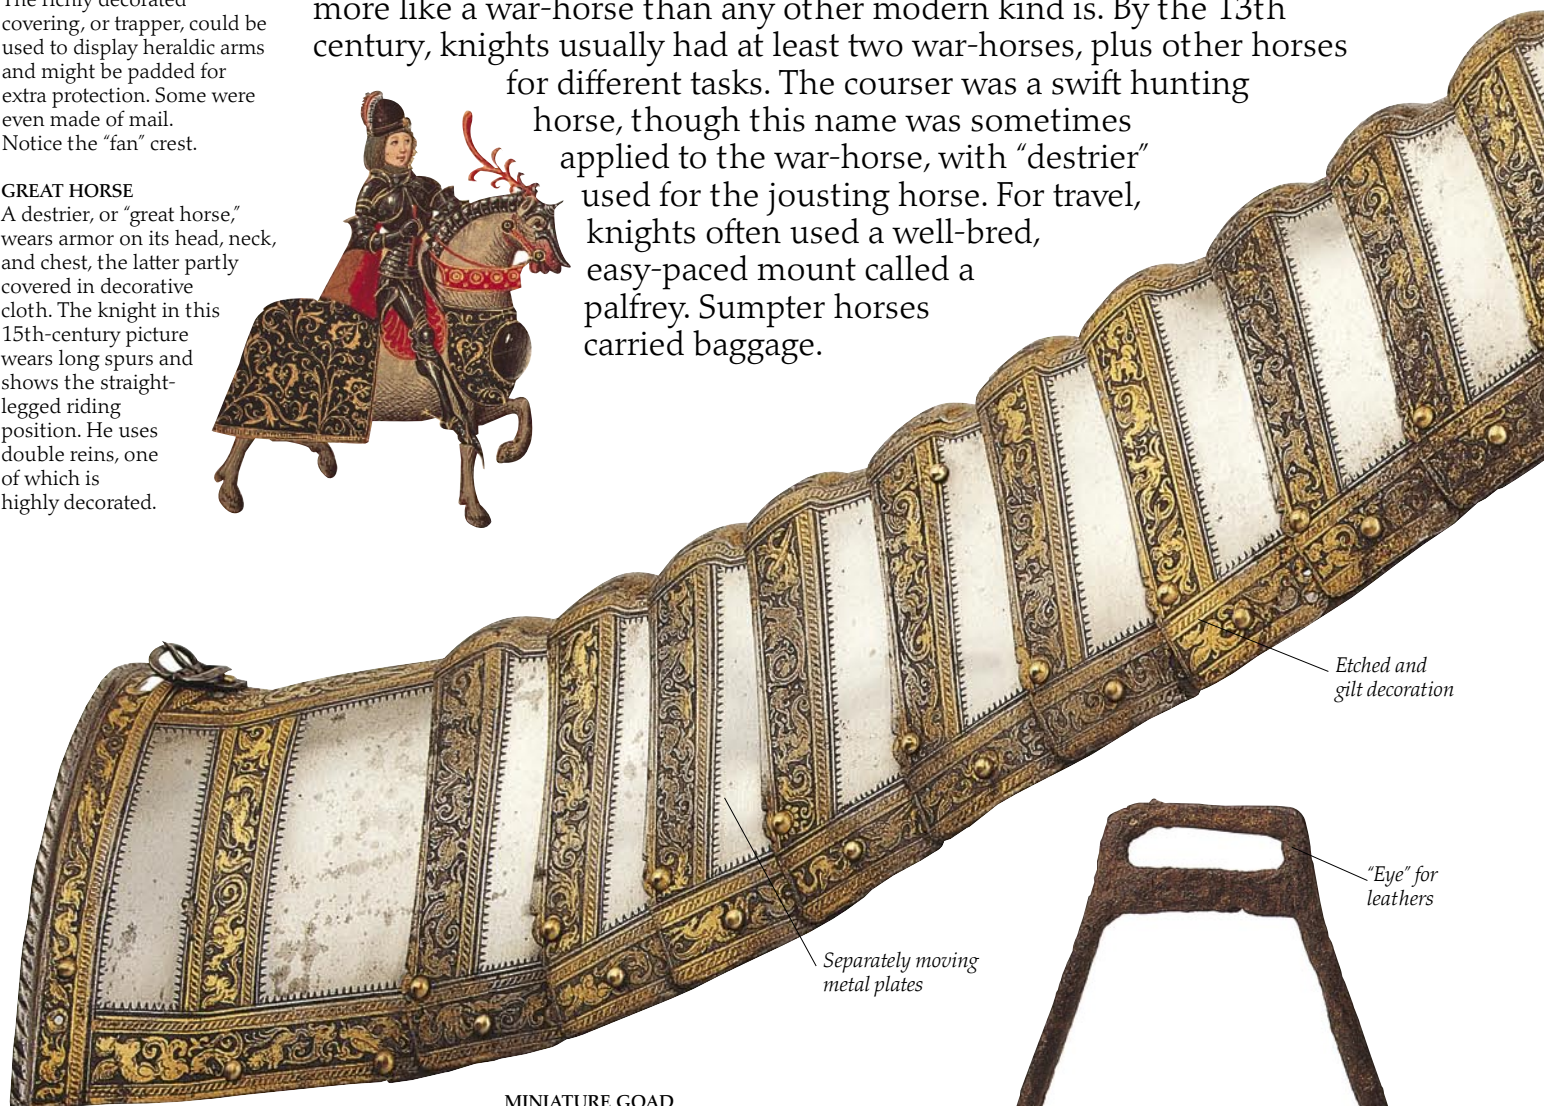 The richly decorated
covering, or trapper, could be
used to display heraldic arms
and might be padded for
extra protection. Some were
even made of mail.
Notice the “fan” crest.
GREAT HORSE
A destrier, or “great horse,”
wears armor on its head, neck,
and chest, the latter partly
covered in decorative
cloth. The knight in this
15th-century picture
wears long spurs and
shows the straight-
legged riding
position. He uses
double reins, one
of which is
highly decorated.
more like a war-horse than any other modern kind is. By the 13th
century, knights usually had at least two war-horses, plus other horses
for different tasks. The courser was a swift hunting
horse, though this name was sometimes
applied to the war-horse, with “destrier”
used for the jousting horse. For travel,
knights often used a well-bred,
easy-paced mount called a
palfrey. Sumpter horses
carried baggage.
Etched and
gilt decoration
“Eye” for
leathers
Separately moving
metal plates
MINIATURE GOAD